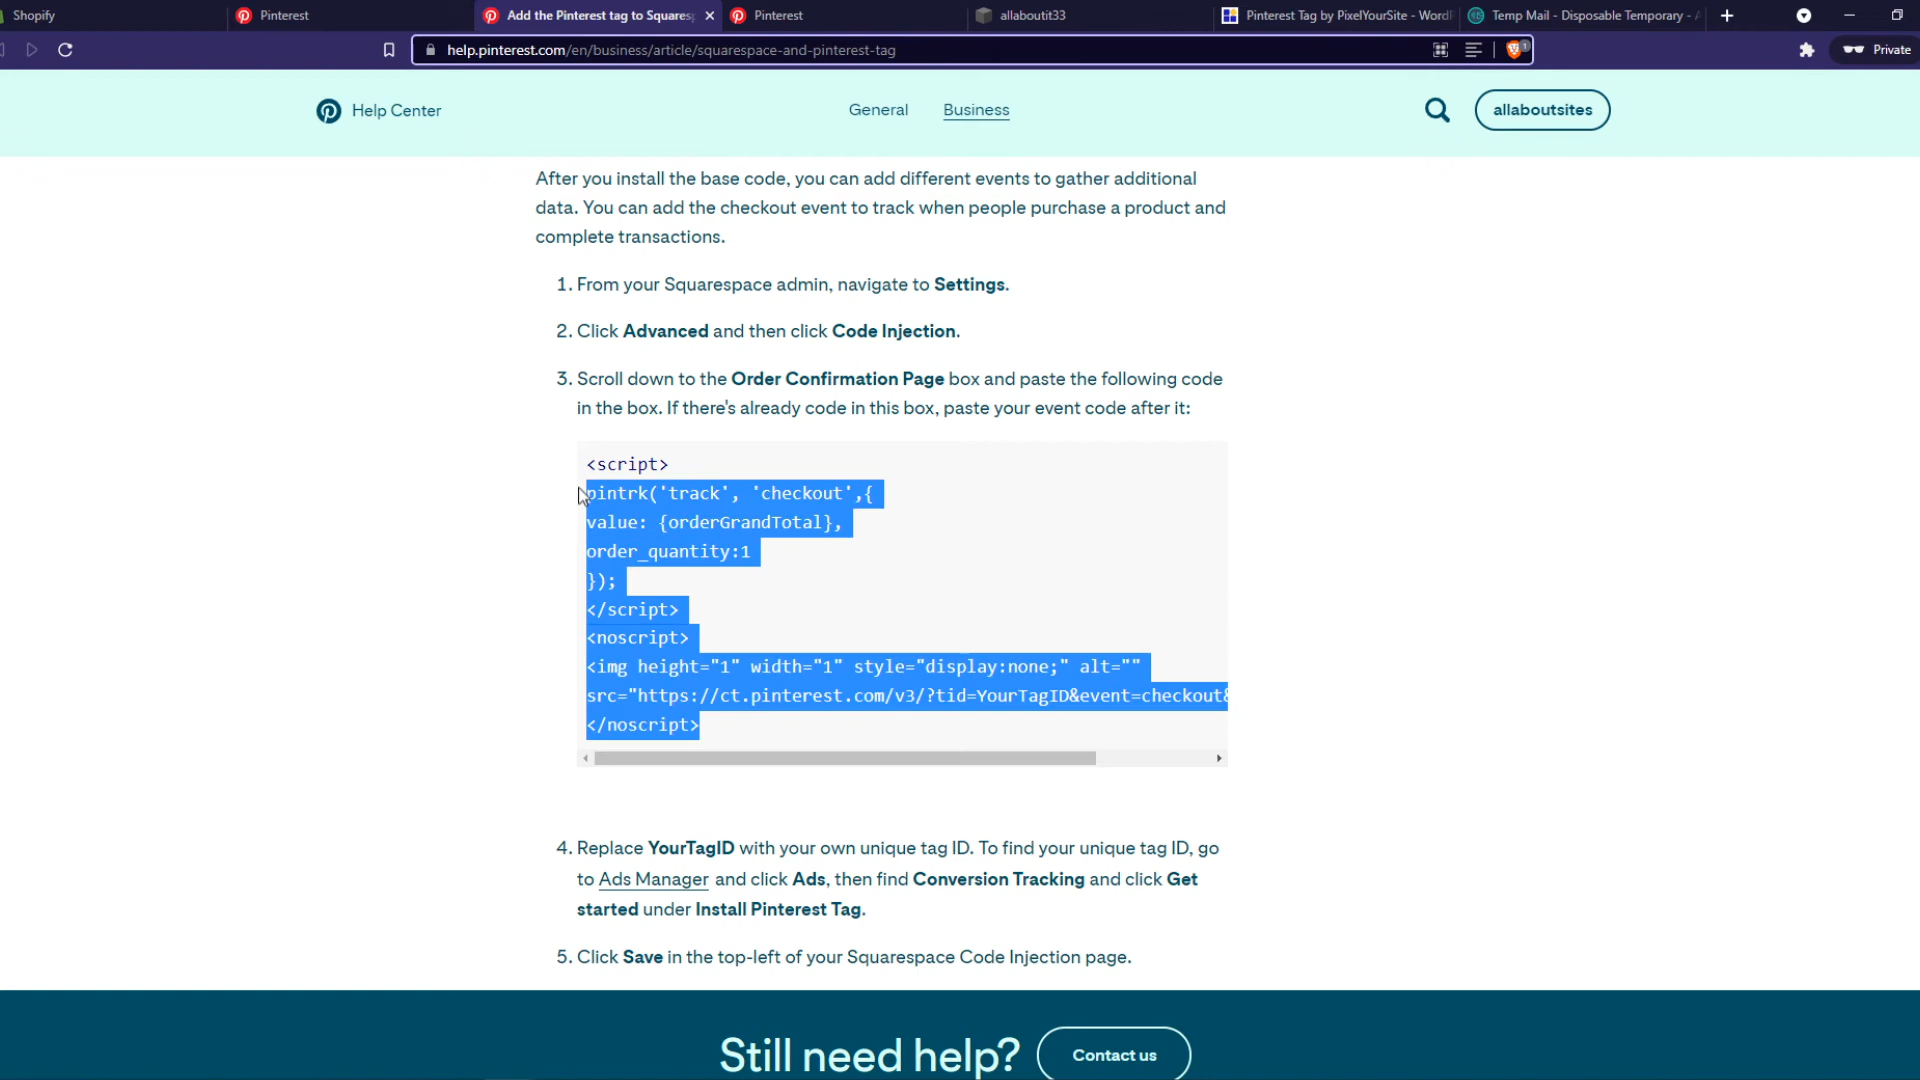 Shopify
Pinterest
Add the Pinterest tag to Squares
Pinterest
allaboutit33
Pinterest Tag by PixelYourSite - Word
Temp Mail - Disposable Temporary -
help.pinterest.com/en/business/article/squarespace-and-pinterest-tag
1
Private
Help Center
General
Business
allaboutsites
After you install the base code, you can add different events to gather additional
data. You can add the checkout event to track when people purchase a product and
complete transactions.
1. From your Squarespace admin, navigate to Settings.
2. Click Advanced and then click Code Injection.
3. Scroll down to the Order Confirmation Page box and paste the following code
in the box. If there's already code in this box, paste your event code after it:
<script>
pintrk('track', 'checkout',{
value: {orderGrandTotal},
order_quantity:1
});
</script>
<noscript>
<img height="1" width="1" style="display:none;" alt=""
src="https://ct.pinterest.com/v3/?tid=YourTagID&event=checkout&
</noscript>
4. Replace YourTagID with your own unique tag ID. To find your unique tag ID, go
to Ads Manager and click Ads, then find Conversion Tracking and click Get
started under Install Pinterest Tag.
5. Click Save in the top-left of your Squarespace Code Injection page.
Still need help?
Contact us